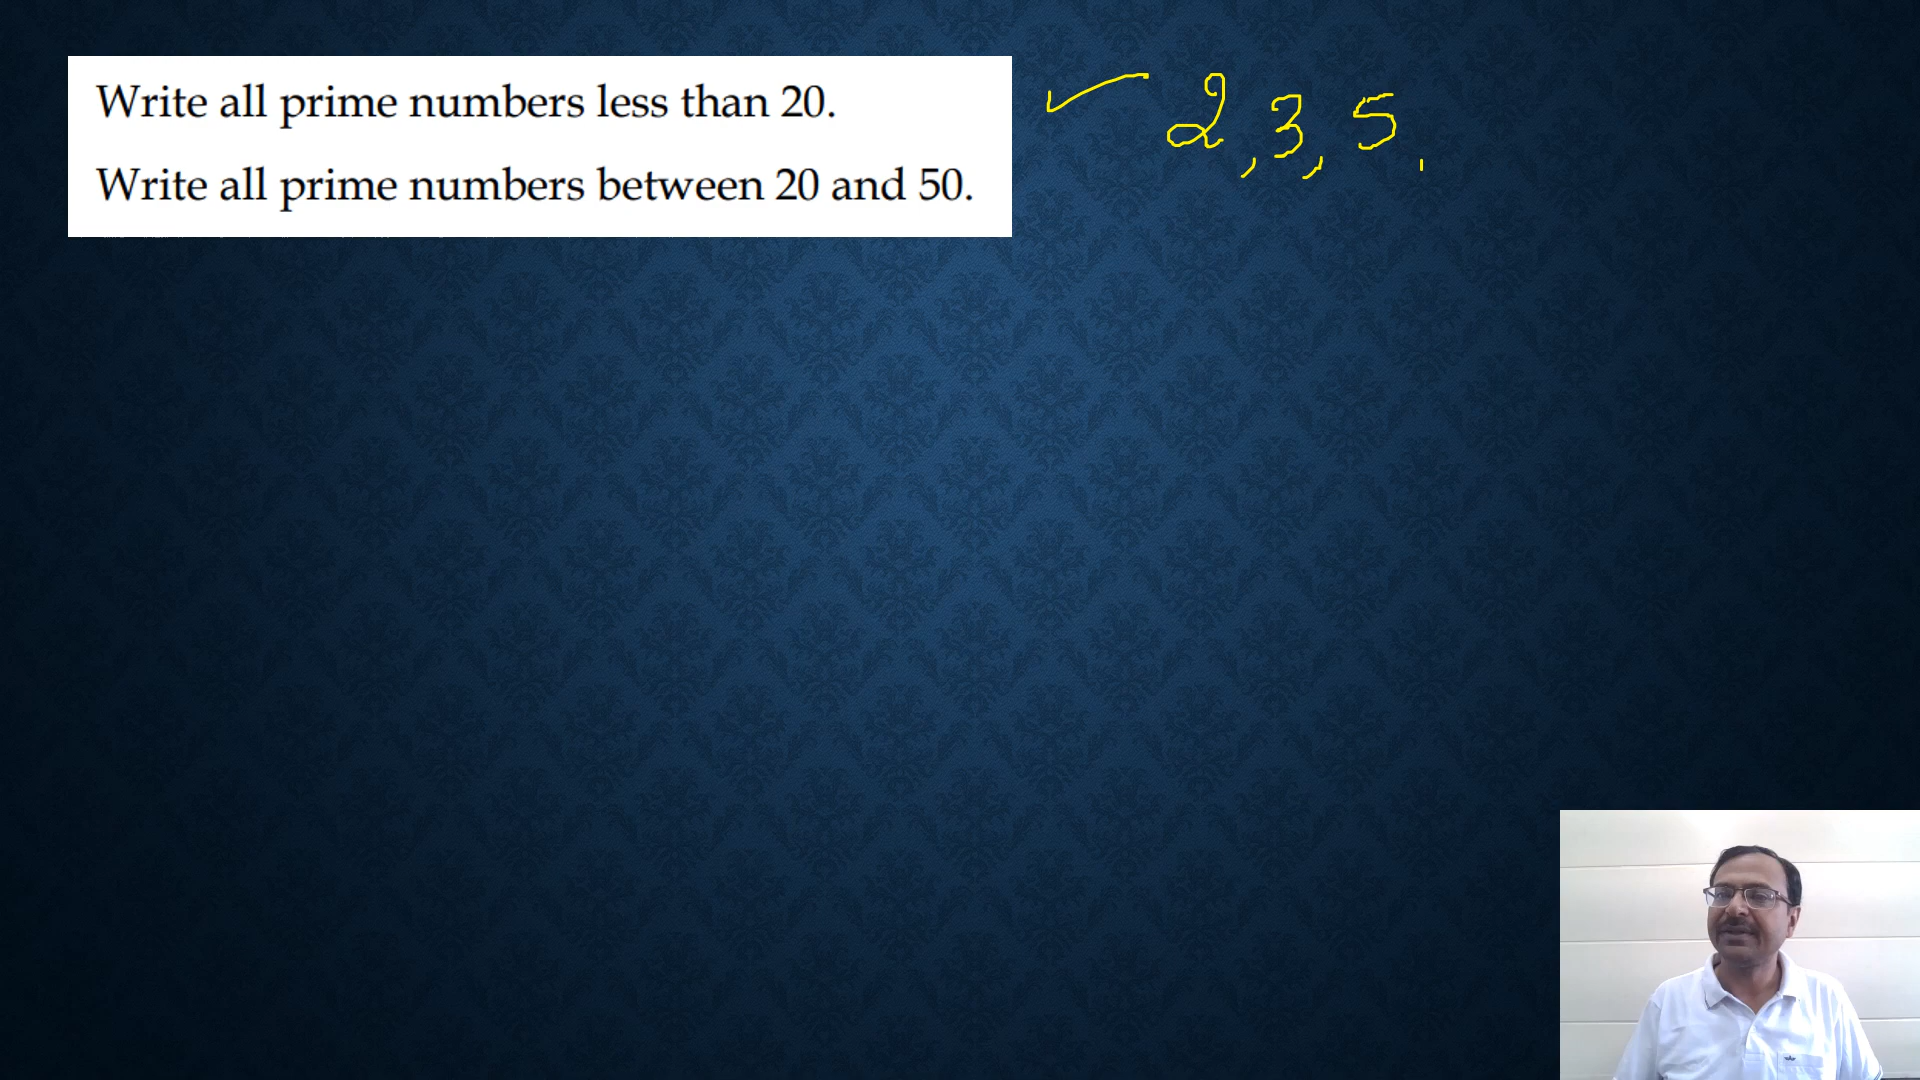 Write all prime numbers less than 20.
2, 3, 5,
Write all prime numbers between 20 and 50.